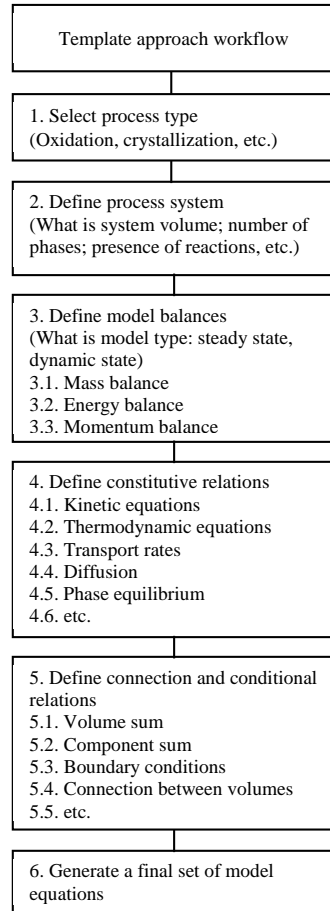 Template approach workflow
1. Select process type
(Oxidation, crystallization, etc.)
2. Define process system
(What is system volume; number of
phases; presence of reactions, etc.)
3. Define model balances
(What is model type: steady state,
dynamic state)
3.1. Mass balance
3.2. Energy balance
3.3. Momentum balance
4. Define constitutive relations
4.1. Kinetic equations
4.2. Thermodynamic equations
4.3. Transport rates
4.4. Diffusion
4.5. Phase equilibrium
4.6. etc.
5. Define connection and conditional
relations
5.1. Volume sum
5.2. Component sum
5.3. Boundary conditions
5.4. Connection between volumes
5.5. etc.
6. Generate a final set of model
equations